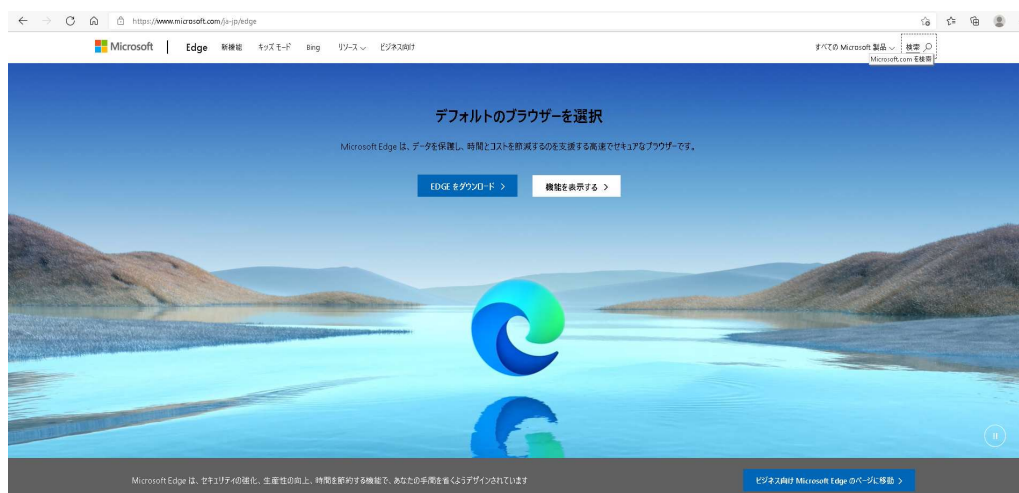 https://www.microsoft.com/ja-jp/edge
Microsoft Edge 新機能 キッズ モード Bing リソース ビジネス向け すべての Microsoft 製品 検索
Microsoft.com を検索
デフォルトのブラウザーを選択
Microsoft Edge は、データを保護し、時間とコストを節減するのを支援する高速でセキュアなブラウザーです。
EDGE をダウンロード > 機能を表示する >
Microsoft Edge は、セキュリティの強化、生産性の向上、時間を節約する機能で、あなたの手間を省くようデザインされています ビジネス向け Microsoft Edge のページに移動 >